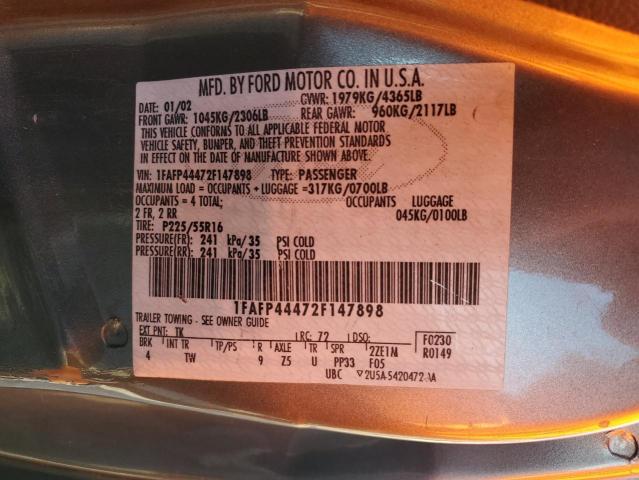 MFD. BY FORD MOTOR CO. IN U.S.A.
DATE: 01/02 GVWR: 1979KG/4365LB
FRONT GAWR: 1045KG/2306LB REAR GAWR: 960KG/2117LB
THIS VEHICLE CONFORMS TO ALL APPLICABLE FEDERAL MOTOR
VEHICLE SAFETY, BUMPER, AND THEFT PREVENTION STANDARDS
IN EFFECT ON THE DATE OF MANUFACTURE SHOWN ABOVE.
VIN: 1FAFP44472F147898 TYPE: PASSENGER
MAXIMUM LOAD = OCCUPANTS + LUGGAGE = 317KG/0700LB
OCCUPANTS = 4 TOTAL; OCCUPANTS LUGGAGE
2 FR, 2 RR 045KG/0100LB
TIRE: P225/55R16
PRESSURE(FR): 241 kPa/35 PSI COLD
PRESSURE(RR): 241 kPa/35 PSI COLD
1FAFP44472F147898
TRAILER TOWING - SEE OWNER GUIDE
EXT PNT: TK RC: 72 DSO: F0230
BRK INT TR TP/PS R AXLE TR SPR 2ZE1M R0149
4 TW 9 Z5 U PP33 F05
UBC 2U5A-5420472-AA